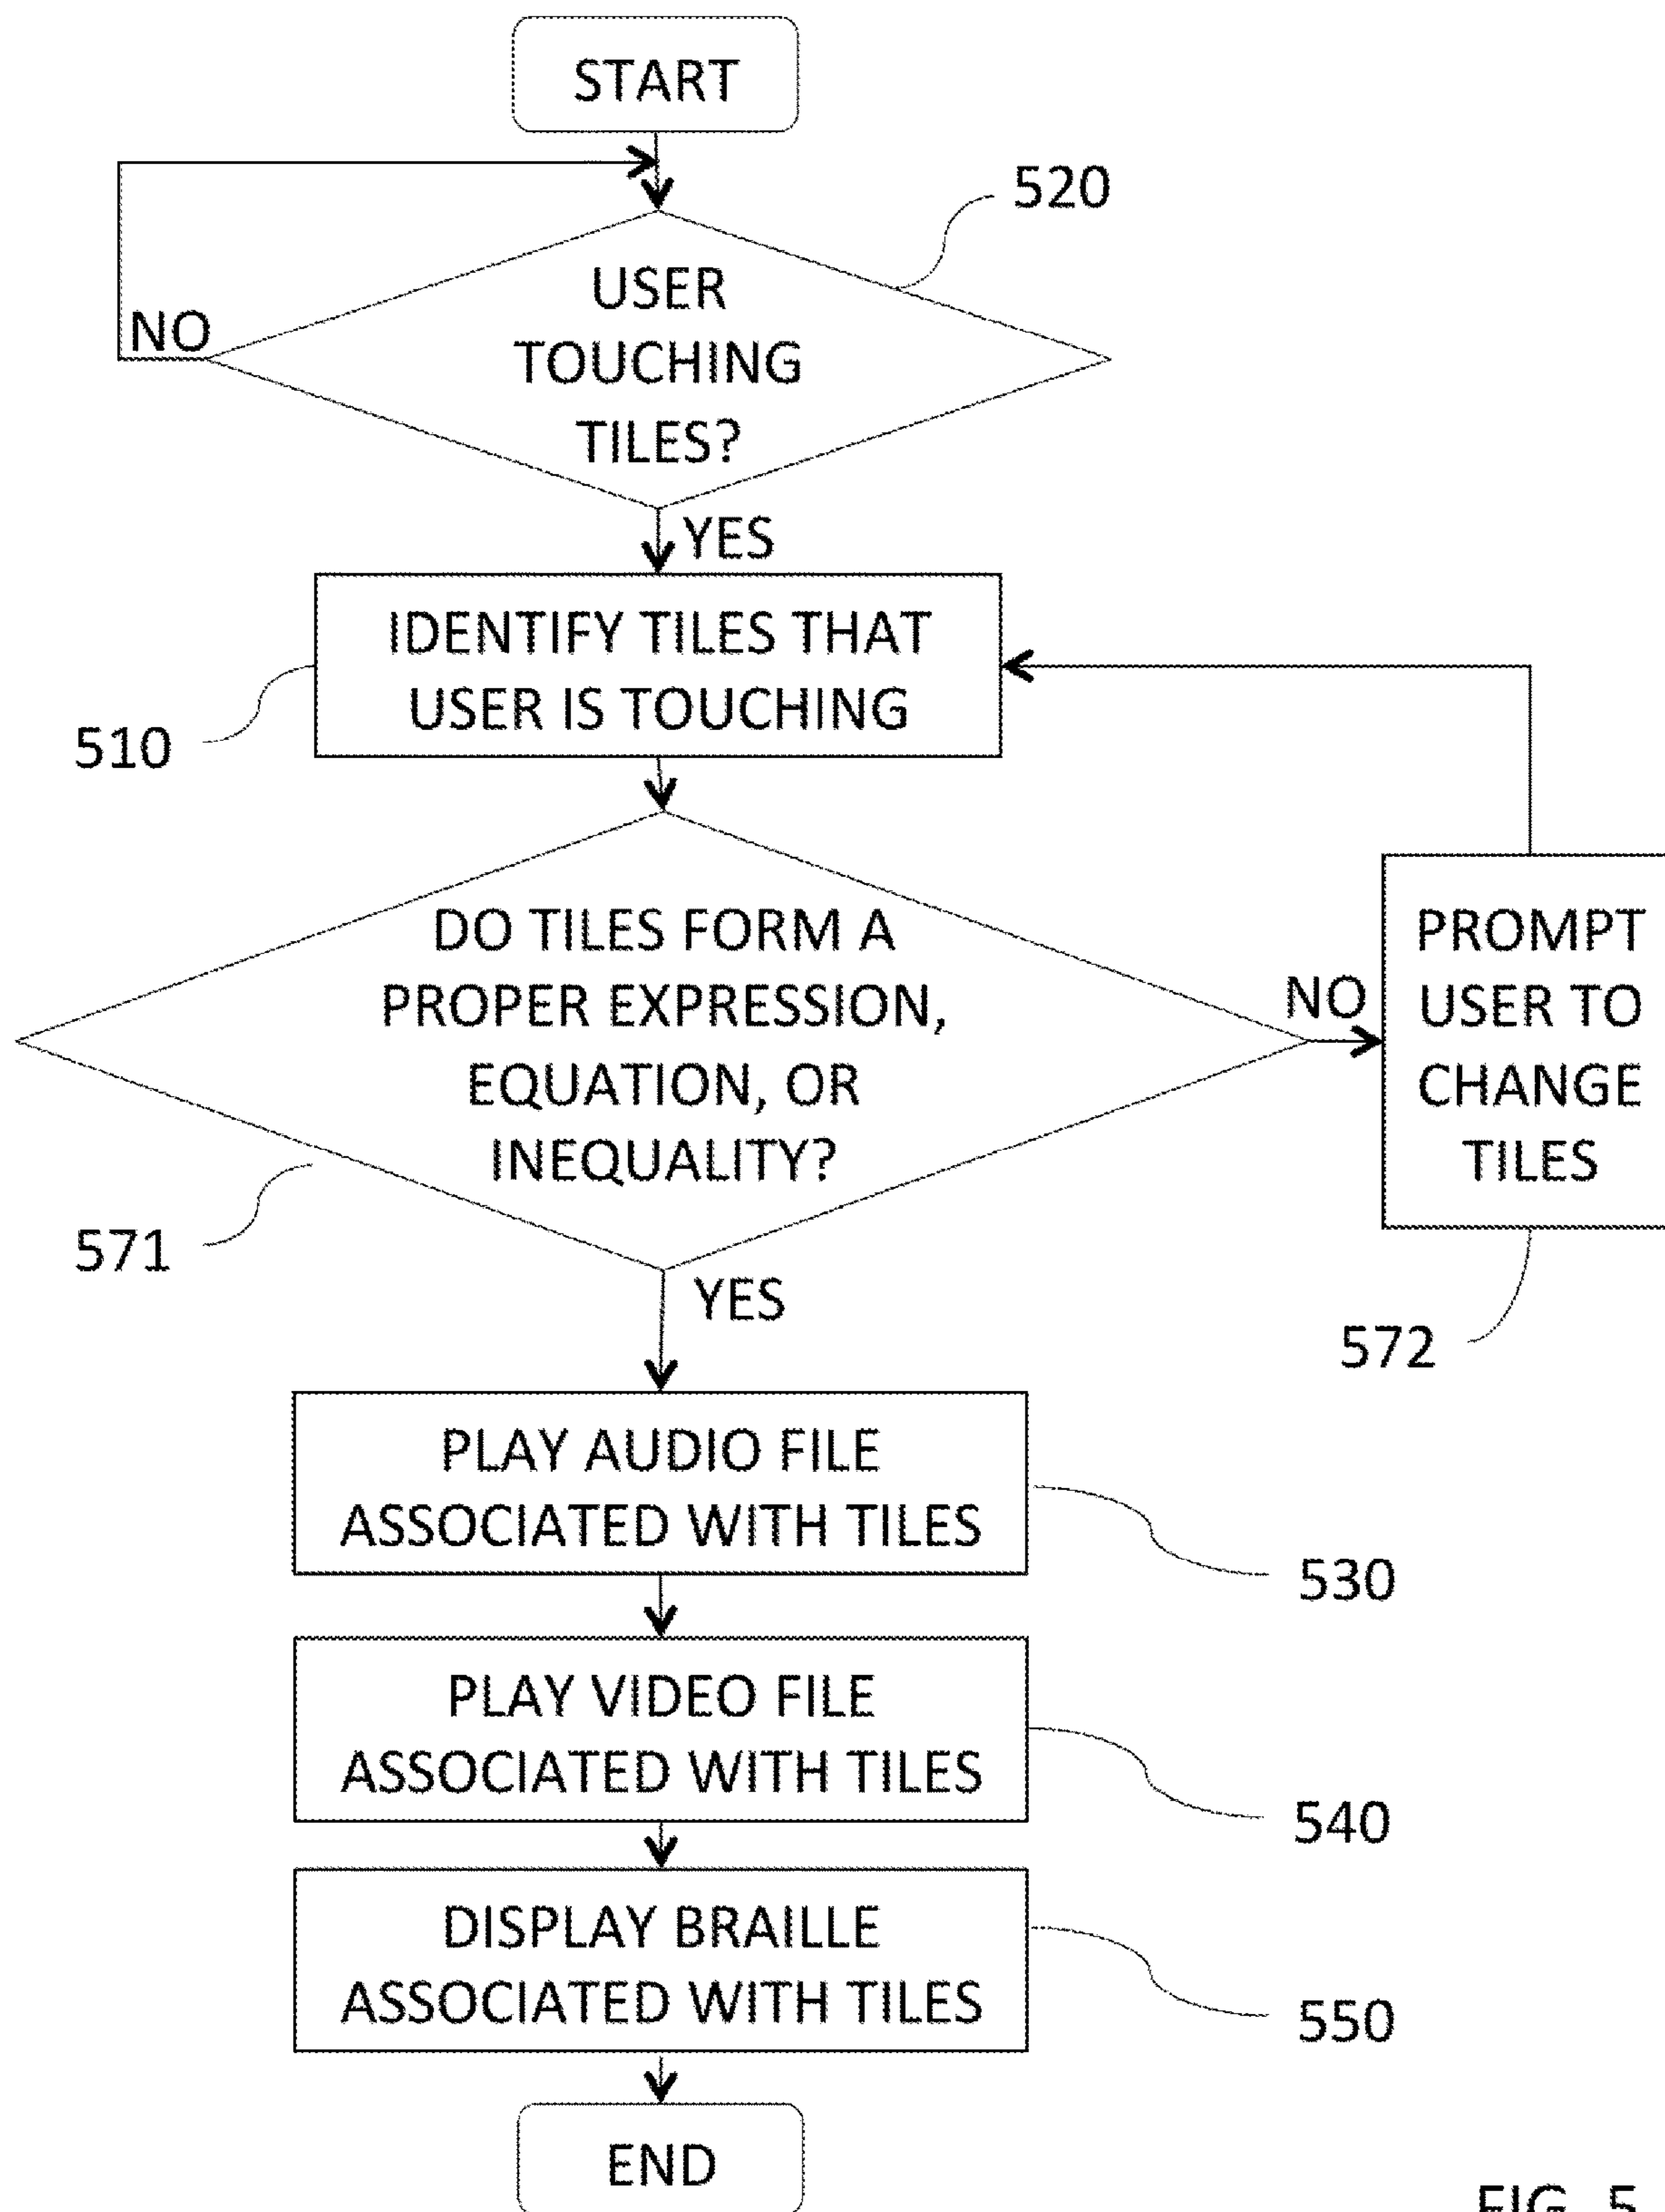 START
520
USER
TOUCHING
TILES?
NO
YES
IDENTIFY TILES THAT
USER IS TOUCHING
510
DO TILES FORM A
PROPER EXPRESSION,
EQUATION, OR
INEQUALITY?
NO
PROMPT
USER TO
CHANGE
TILES
571
572
YES
PLAY AUDIO FILE
ASSOCIATED WITH TILES
530
PLAY VIDEO FILE
ASSOCIATED WITH TILES
540
DISPLAY BRAILLE
ASSOCIATED WITH TILES
550
END
FIG. 5